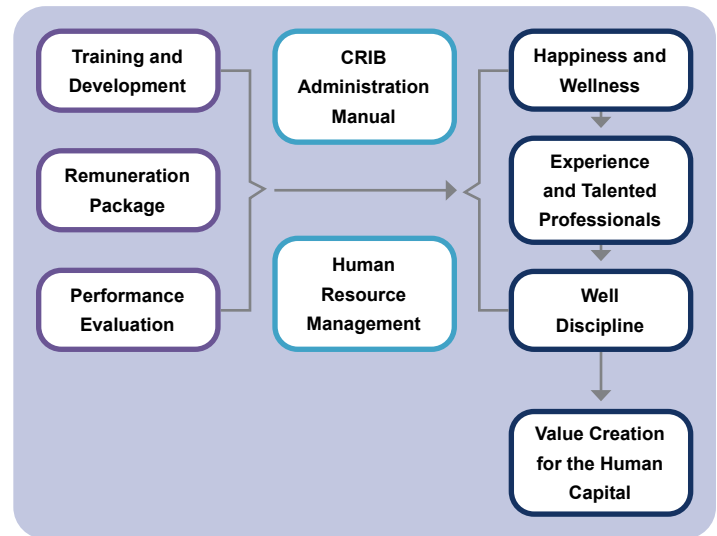 Training and
Development
Remuneration
Package
Performance
Evaluation
CRIB
Administration
Manual
Human
Resource
Management
Happiness and
Wellness
Experience
and Talented
Professionals
Well
Discipline
Value Creation
for the Human
Capital